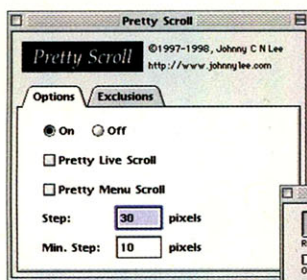 Pretty Scroll
Pretty Scroll
©1997-1998, Johnny C N Lee
http://www.johnnylee.com
Options Exclusions
On Off
Pretty Live Scroll
Pretty Menu Scroll
Step: 30 pixels
Min. Step: 10 pixels